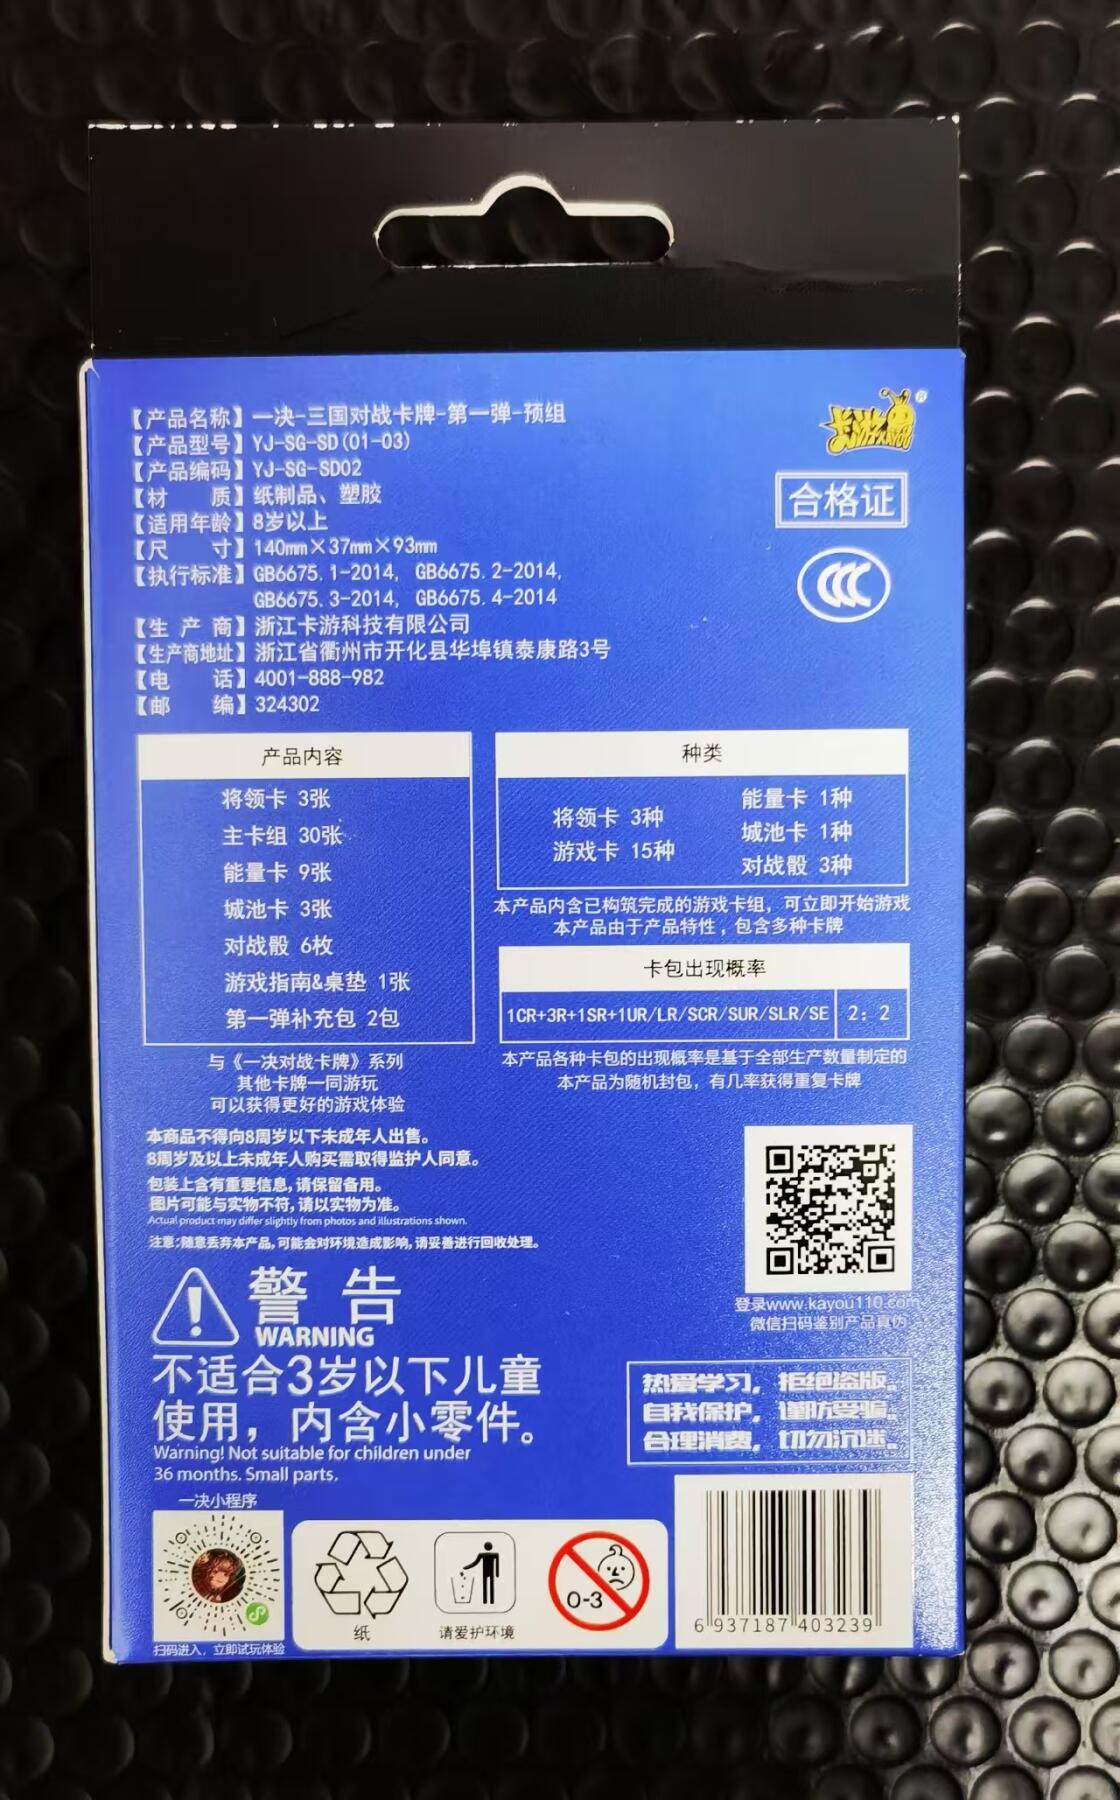 【产品名称】一决-三国对战卡牌-第一弹-预组
【产品型号】YJ-SG-SD(01-03)
【产品编码】YJ-SG-SD02
【材 质】纸制品、塑胶
【适用年龄】8岁以上
【尺 寸】140mm×37mm×93mm
【执行标准】GB6675.1-2014, GB6675.2-2014,
GB6675.3-2014, GB6675.4-2014
【生 产 商】浙江卡游科技有限公司
【生产商地址】浙江省衢州市开化县华埠镇泰康路3号
【电 话】4001-888-982
【邮 编】324302
卡游
®
合格证
CCC
产品内容
将领卡 3张
主卡组 30张
能量卡 9张
城池卡 3张
对战骰 6枚
游戏指南&桌垫 1张
第一弹补充包 2包
与《一决对战卡牌》系列
其他卡牌一同游玩
可以获得更好的游戏体验
种类
将领卡 3种
游戏卡 15种
能量卡 1种
城池卡 1种
对战骰 3种
本产品内含已构筑完成的游戏卡组，可立即开始游戏
本产品由于产品特性，包含多种卡牌
卡包出现概率
1CR+3R+1SR+1UR/LR/SCR/SUR/SLR/SE 2: 2
本产品各种卡包的出现概率是基于全部生产数量制定的
本产品为随机封包，有几率获得重复卡牌
本商品不得向8周岁以下未成年人出售。
8周岁及以上未成年人购买需取得监护人同意。
包装上含有重要信息,请保留备用。
图片可能与实物不符,请以实物为准。
Actual product may differ slightly from photos and illustrations shown.
注意:随意丢弃本产品,可能会对环境造成影响,请妥善进行回收处理。
登录www.kayou110.com
微信扫码鉴别产品真伪
警 告
WARNING
不适合3岁以下儿童
使用，内含小零件。
Warning! Not suitable for children under
36 months. Small parts.
热爱学习，拒绝盗版。
自我保护，谨防受骗。
合理消费，切勿沉迷。
一决小程序
扫码进入，立即试玩体验
纸
请爱护环境
0-3
6 937187 403239